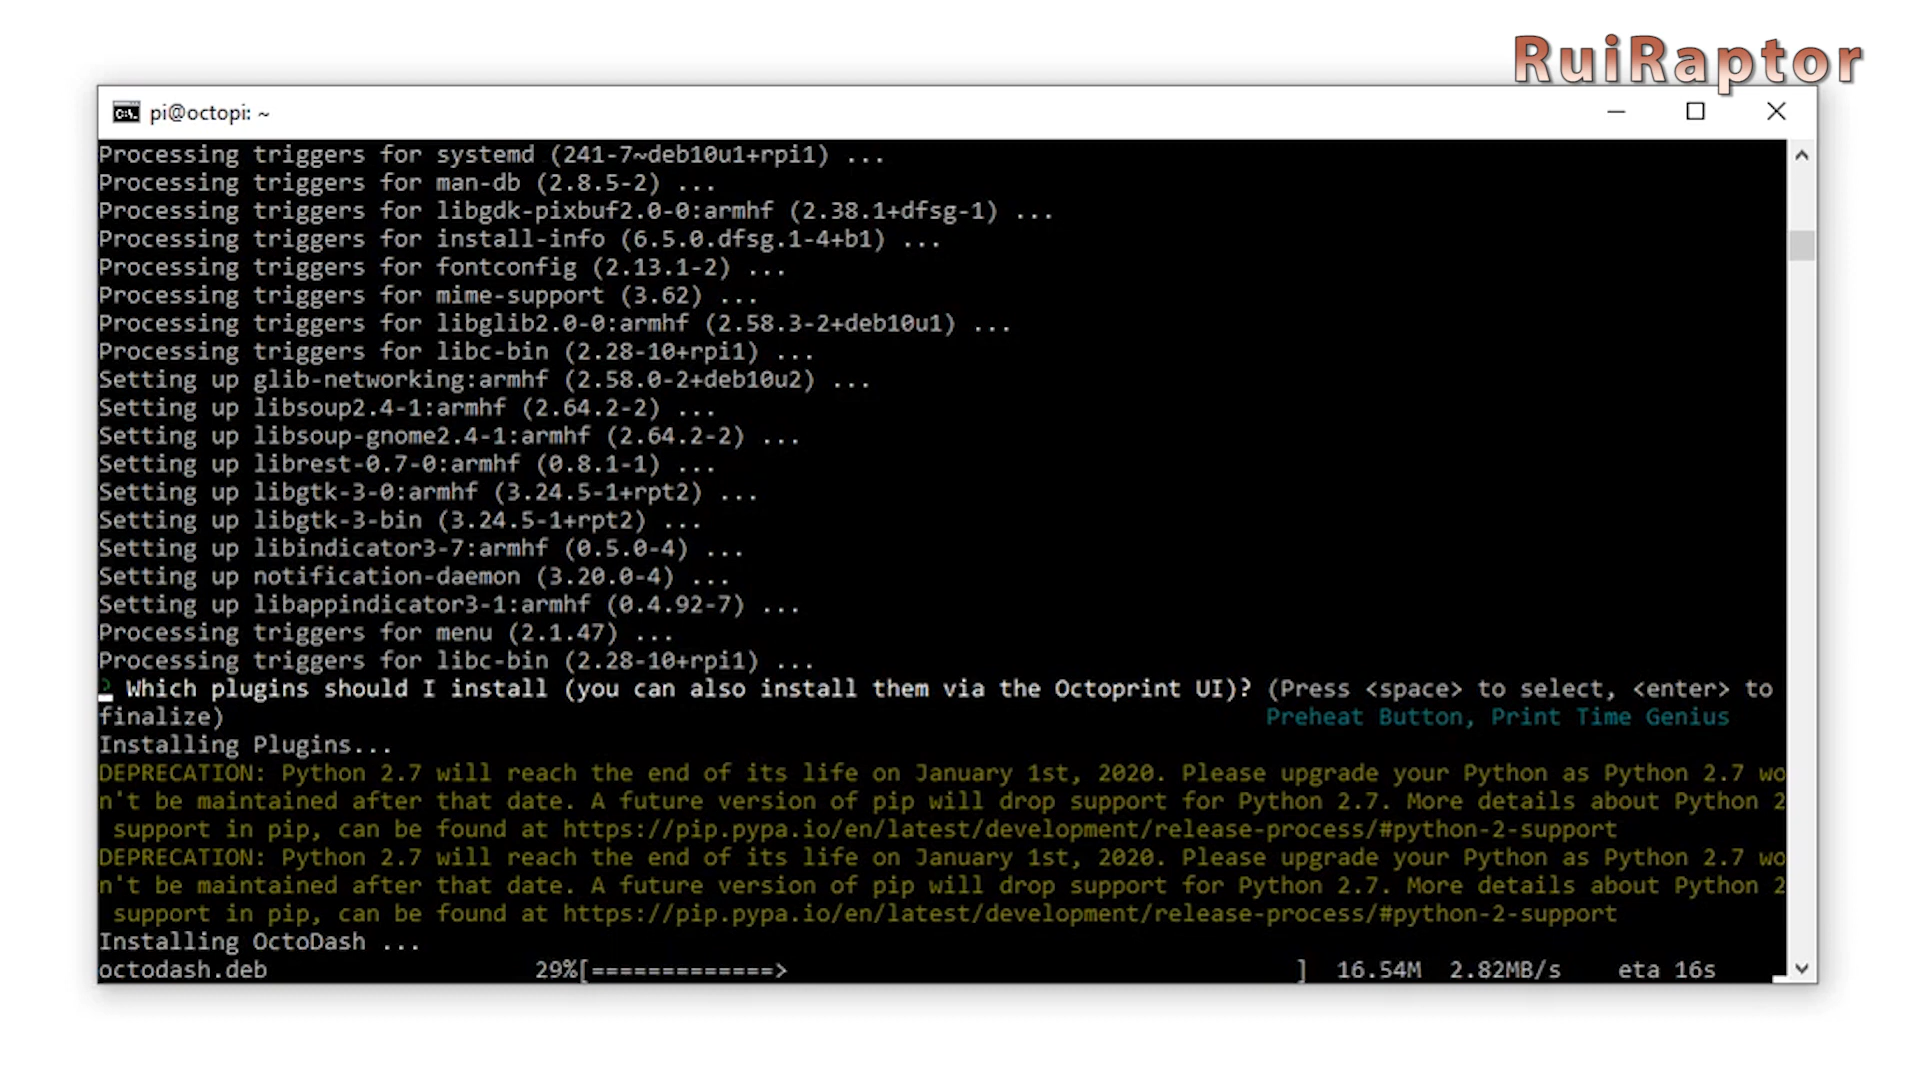 RuiRaptor
pi@octopi: ~
Processing triggers for systemd (241-7~deb10u1+rpi1) ...
Processing triggers for man-db (2.8.5-2) ...
Processing triggers for libgdk-pixbuf2.0-0:armhf (2.38.1+dfsg-1) ...
Processing triggers for install-info (6.5.0.dfsg.1-4+b1) ...
Processing triggers for fontconfig (2.13.1-2) ...
Processing triggers for mime-support (3.62) ...
Processing triggers for libglib2.0-0:armhf (2.58.3-2+deb10u1) ...
Processing triggers for libc-bin (2.28-10+rpi1) ...
Setting up glib-networking:armhf (2.58.0-2+deb10u2) ...
Setting up libsoup2.4-1:armhf (2.64.2-2) ...
Setting up libsoup-gnome2.4-1:armhf (2.64.2-2) ...
Setting up librest-0.7-0:armhf (0.8.1-1) ...
Setting up libgtk-3-0:armhf (3.24.5-1+rpt2) ...
Setting up libgtk-3-bin (3.24.5-1+rpt2) ...
Setting up libindicator3-7:armhf (0.5.0-4) ...
Setting up notification-daemon (3.20.0-4) ...
Setting up libappindicator3-1:armhf (0.4.92-7) ...
Processing triggers for menu (2.1.47) ...
Processing triggers for libc-bin (2.28-10+rpi1) ...
? Which plugins should I install (you can also install them via the Octoprint UI)? (Press <space> to select, <enter> to
finalize) Preheat Button, Print Time Genius
Installing Plugins...
DEPRECATION: Python 2.7 will reach the end of its life on January 1st, 2020. Please upgrade your Python as Python 2.7 wo
n't be maintained after that date. A future version of pip will drop support for Python 2.7. More details about Python 2
support in pip, can be found at https://pip.pypa.io/en/latest/development/release-process/#python-2-support
DEPRECATION: Python 2.7 will reach the end of its life on January 1st, 2020. Please upgrade your Python as Python 2.7 wo
n't be maintained after that date. A future version of pip will drop support for Python 2.7. More details about Python 2
support in pip, can be found at https://pip.pypa.io/en/latest/development/release-process/#python-2-support
Installing OctoDash ...
octodash.deb 29%[=============> ] 16.54M 2.82MB/s eta 16s